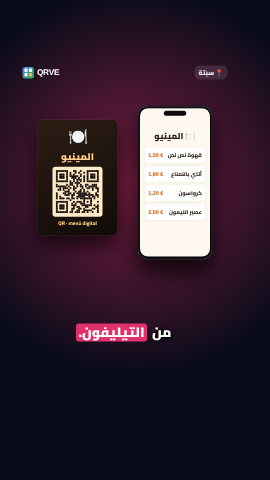 QRVE
سبتة
المينيو
QR · menú digital
المينيو
قهوة نص نص 1,50 €
أتاي بالنعناع 1,80 €
كرواسون 1,20 €
عصير الليمون 2,50 €
من التيليفون.